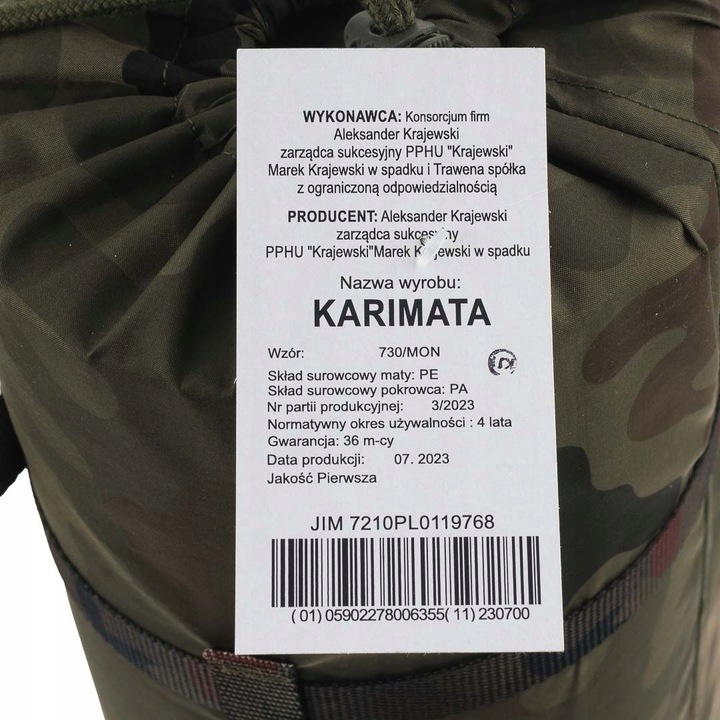 WYKONAWCA: Konsorcjum firm
Aleksander Krajewski
zarządca sukcesyjny PPHU "Krajewski"
Marek Krajewski w spadku i Trawena spółka
z ograniczoną odpowiedzialnością
PRODUCENT: Aleksander Krajewski
zarządca sukcesyjny
PPHU "Krajewski"Marek Krajewski w spadku
Nazwa wyrobu:
KARIMATA
Wzór: 730/MON
Skład surowcowy maty: PE
Skład surowcowy pokrowca: PA
Nr partii produkcyjnej: 3/2023
Normatywny okres używalności : 4 lata
Gwarancja: 36 m-cy
Data produkcji: 07. 2023
Jakość Pierwsza
JIM 7210PL0119768
( 01) 05902278006355( 11) 230700